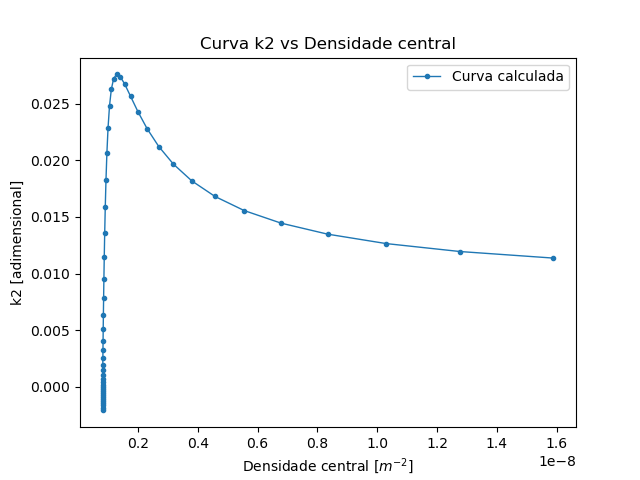 Curva k2 vs Densidade central
Curva calculada
k2 [adimensional]
0.025
0.020
0.015
0.010
0.005
0.000
0.2 0.4 0.6 0.8 1.0 1.2 1.4 1.6
1e−8
Densidade central [m⁻²]